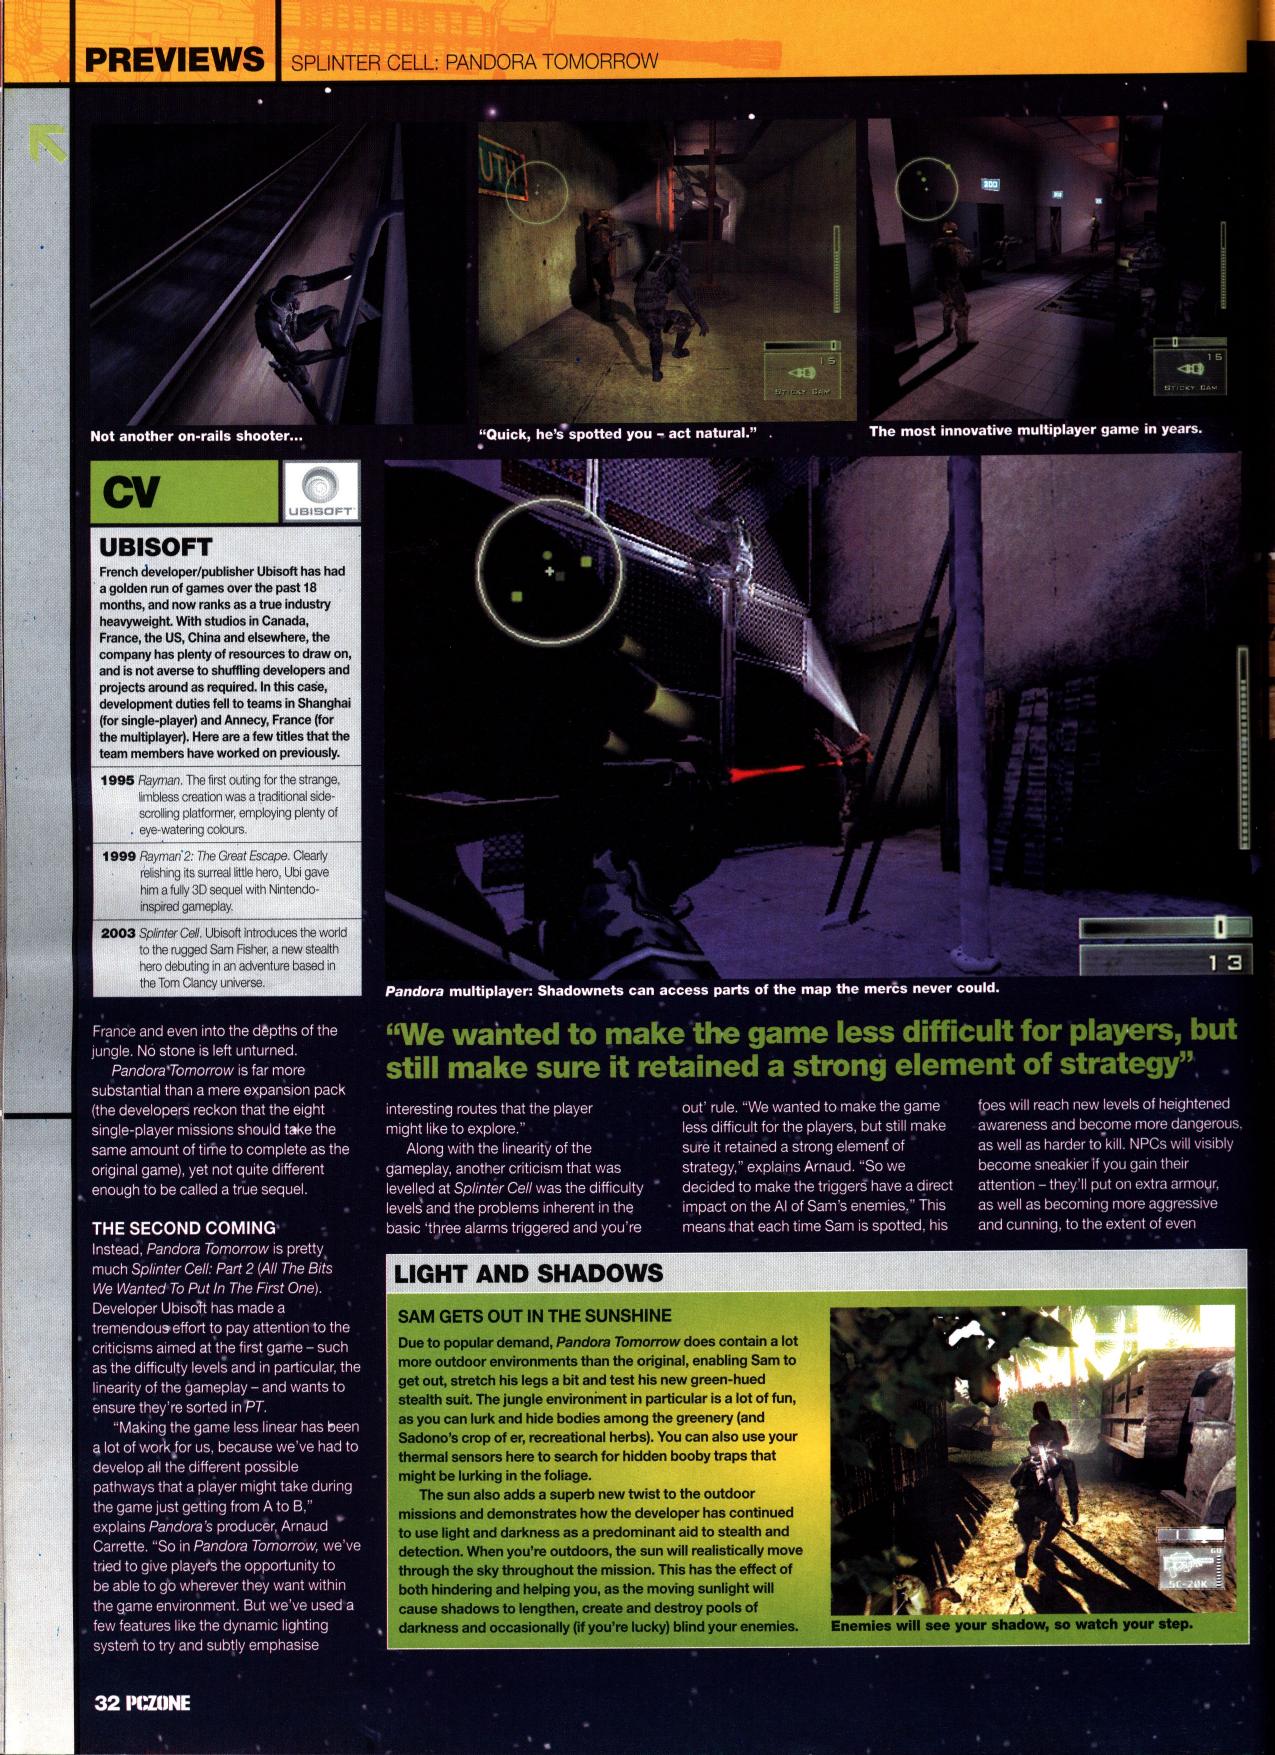 PREVIEWS
SPLINTER CELL: PANDORA TOMORROW
UTH
15
STICKY CAM
200
15
STICKY CAM
Not another on-rails shooter...
“Quick, he’s spotted you – act natural.”
The most innovative multiplayer game in years.
CV
UBISOFT
UBISOFT
French developer/publisher Ubisoft has had
a golden run of games over the past 18
months, and now ranks as a true industry
heavyweight. With studios in Canada,
France, the US, China and elsewhere, the
company has plenty of resources to draw on,
and is not averse to shuffling developers and
projects around as required. In this case,
development duties fell to teams in Shanghai
(for single-player) and Annecy, France (for
the multiplayer). Here are a few titles that the
team members have worked on previously.
1995 Rayman. The first outing for the strange,
limbless creation was a traditional side-
scrolling platformer, employing plenty of
eye-watering colours.
1999 Rayman 2: The Great Escape. Clearly
relishing its surreal little hero, Ubi gave
him a fully 3D sequel with Nintendo-
inspired gameplay.
2003 Splinter Cell. Ubisoft introduces the world
to the rugged Sam Fisher, a new stealth
hero debuting in an adventure based in
the Tom Clancy universe.
13
Pandora multiplayer: Shadownets can access parts of the map the mercs never could.
France and even into the depths of the
jungle. No stone is left unturned.
Pandora Tomorrow is far more
substantial than a mere expansion pack
(the developers reckon that the eight
single-player missions should take the
same amount of time to complete as the
original game), yet not quite different
enough to be called a true sequel.
THE SECOND COMING
Instead, Pandora Tomorrow is pretty
much Splinter Cell: Part 2 (All The Bits
We Wanted To Put In The First One).
Developer Ubisoft has made a
tremendous effort to pay attention to the
criticisms aimed at the first game – such
as the difficulty levels and in particular, the
linearity of the gameplay – and wants to
ensure they’re sorted in PT.
“Making the game less linear has been
a lot of work for us, because we’ve had to
develop all the different possible
pathways that a player might take during
the game just getting from A to B,”
explains Pandora’s producer, Arnaud
Carrette. “So in Pandora Tomorrow, we’ve
tried to give players the opportunity to
be able to go wherever they want within
the game environment. But we’ve used a
few features like the dynamic lighting
system to try and subtly emphasise
“We wanted to make the game less difficult for players, but
still make sure it retained a strong element of strategy”
interesting routes that the player
might like to explore.”
Along with the linearity of the
gameplay, another criticism that was
levelled at Splinter Cell was the difficulty
levels and the problems inherent in the
basic ‘three alarms triggered and you’re
out’ rule. “We wanted to make the game
less difficult for the players, but still make
sure it retained a strong element of
strategy,” explains Arnaud. “So we
decided to make the triggers have a direct
impact on the AI of Sam’s enemies.” This
means that each time Sam is spotted, his
foes will reach new levels of heightened
awareness and become more dangerous,
as well as harder to kill. NPCs will visibly
become sneakier if you gain their
attention – they’ll put on extra armour,
as well as becoming more aggressive
and cunning, to the extent of even
LIGHT AND SHADOWS
SAM GETS OUT IN THE SUNSHINE
Due to popular demand, Pandora Tomorrow does contain a lot
more outdoor environments than the original, enabling Sam to
get out, stretch his legs a bit and test his new green-hued
stealth suit. The jungle environment in particular is a lot of fun,
as you can lurk and hide bodies among the greenery (and
Sadono’s crop of er, recreational herbs). You can also use your
thermal sensors here to search for hidden booby traps that
might be lurking in the foliage.
The sun also adds a superb new twist to the outdoor
missions and demonstrates how the developer has continued
to use light and darkness as a predominant aid to stealth and
detection. When you’re outdoors, the sun will realistically move
through the sky throughout the mission. This has the effect of
both hindering and helping you, as the moving sunlight will
cause shadows to lengthen, create and destroy pools of
darkness and occasionally (if you’re lucky) blind your enemies.
SC-20K
Enemies will see your shadow, so watch your step.
32 PCZONE